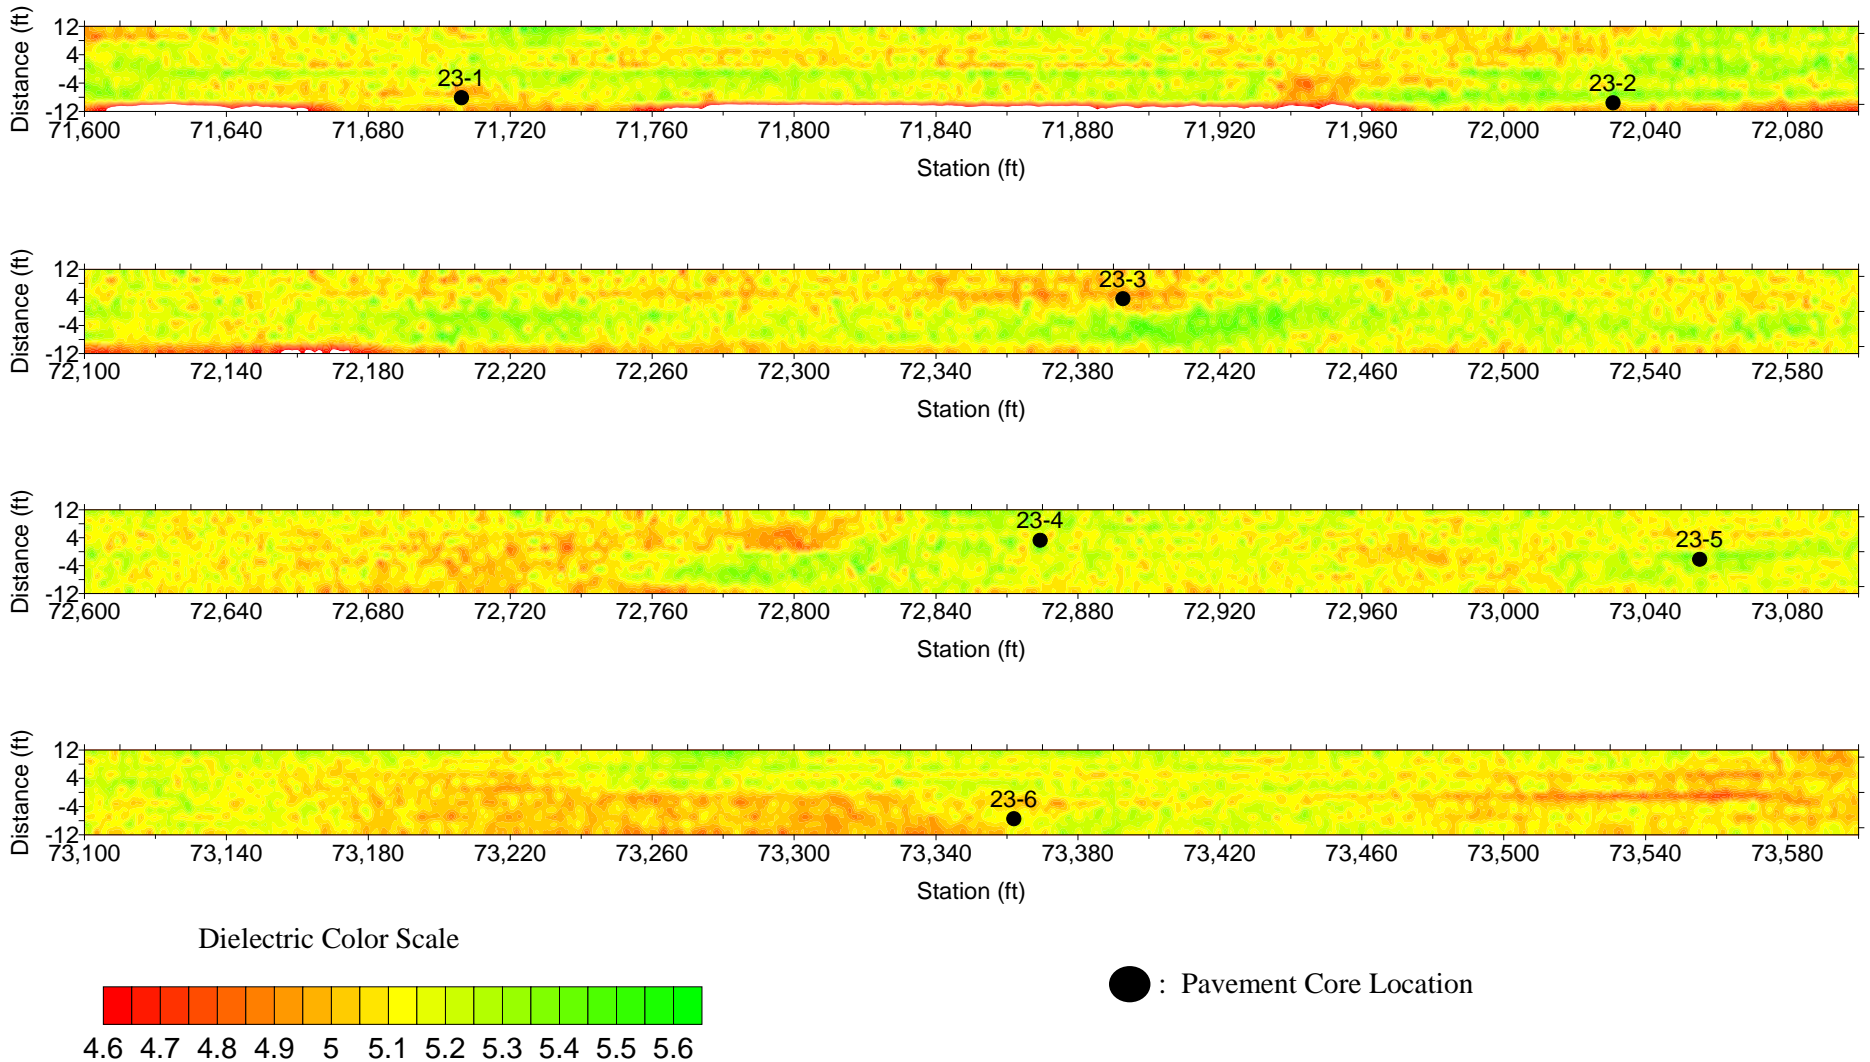 Distance (ft)
12
4
-4
-12
23-1
23-2
71,600 71,640 71,680 71,720 71,760 71,800 71,840 71,880 71,920 71,960 72,000 72,040 72,080
Station (ft)
Distance (ft)
12
4
-4
-12
23-3
72,100 72,140 72,180 72,220 72,260 72,300 72,340 72,380 72,420 72,460 72,500 72,540 72,580
Station (ft)
Distance (ft)
12
4
-4
-12
23-4
23-5
72,600 72,640 72,680 72,720 72,760 72,800 72,840 72,880 72,920 72,960 73,000 73,040 73,080
Station (ft)
Distance (ft)
12
4
-4
-12
23-6
73,100 73,140 73,180 73,220 73,260 73,300 73,340 73,380 73,420 73,460 73,500 73,540 73,580
Station (ft)
Dielectric Color Scale
4.6 4.7 4.8 4.9 5 5.1 5.2 5.3 5.4 5.5 5.6
: Pavement Core Location